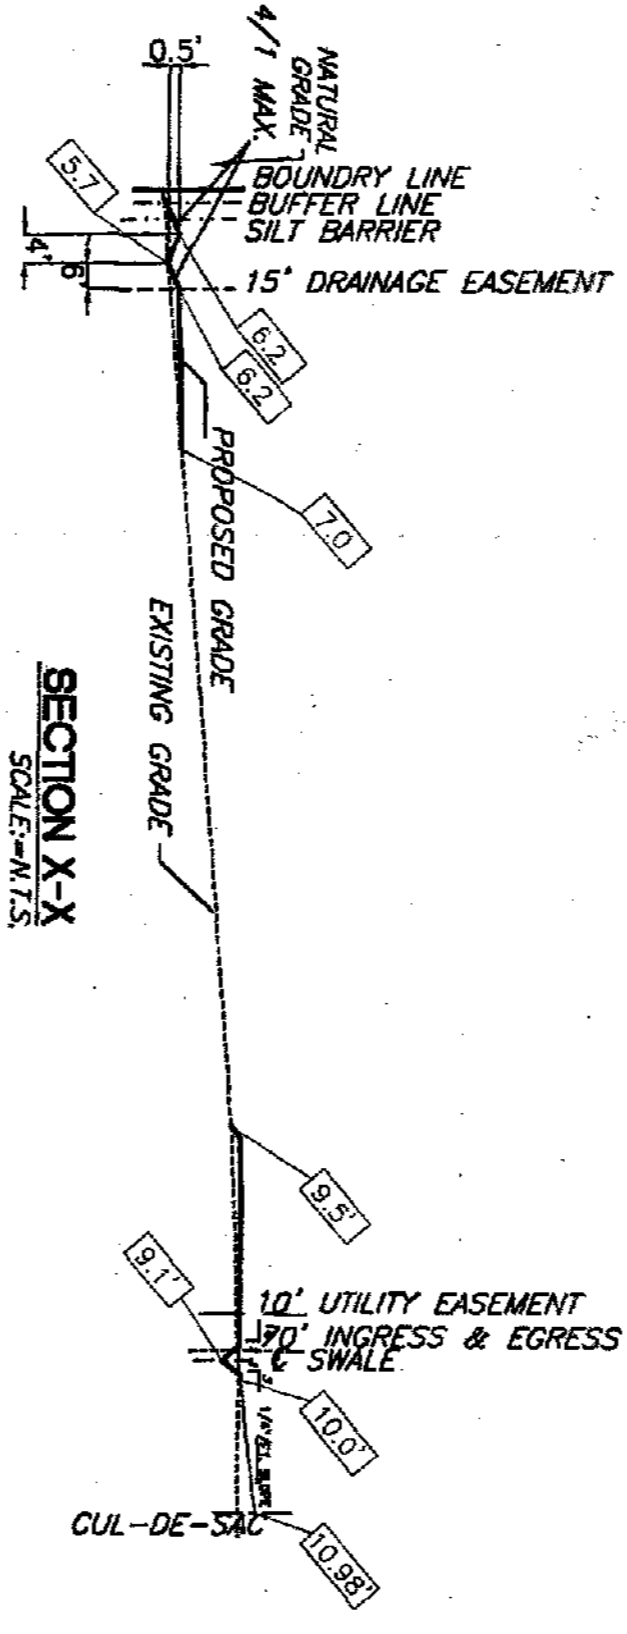 0.5'
4/1 MAX.
NATURAL
GRADE
BOUNDRY LINE
BUFFER LINE
SILT BARRIER
5.7
4'
6'
15' DRAINAGE EASEMENT
6.2
6.2
7.0
PROPOSED GRADE
EXISTING GRADE
SECTION X-X
SCALE:=N.T.S.
9.5'
9.1'
10' UTILITY EASEMENT
70' INGRESS & EGRESS
℄ SWALE
10.0'
SLOPE
CUL-DE-SAC
10.98'